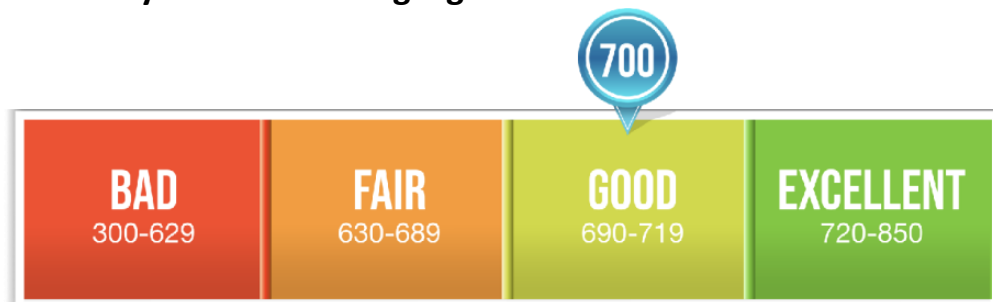 700
BAD
300-629
FAIR
630-689
GOOD
690-719
EXCELLENT
720-850